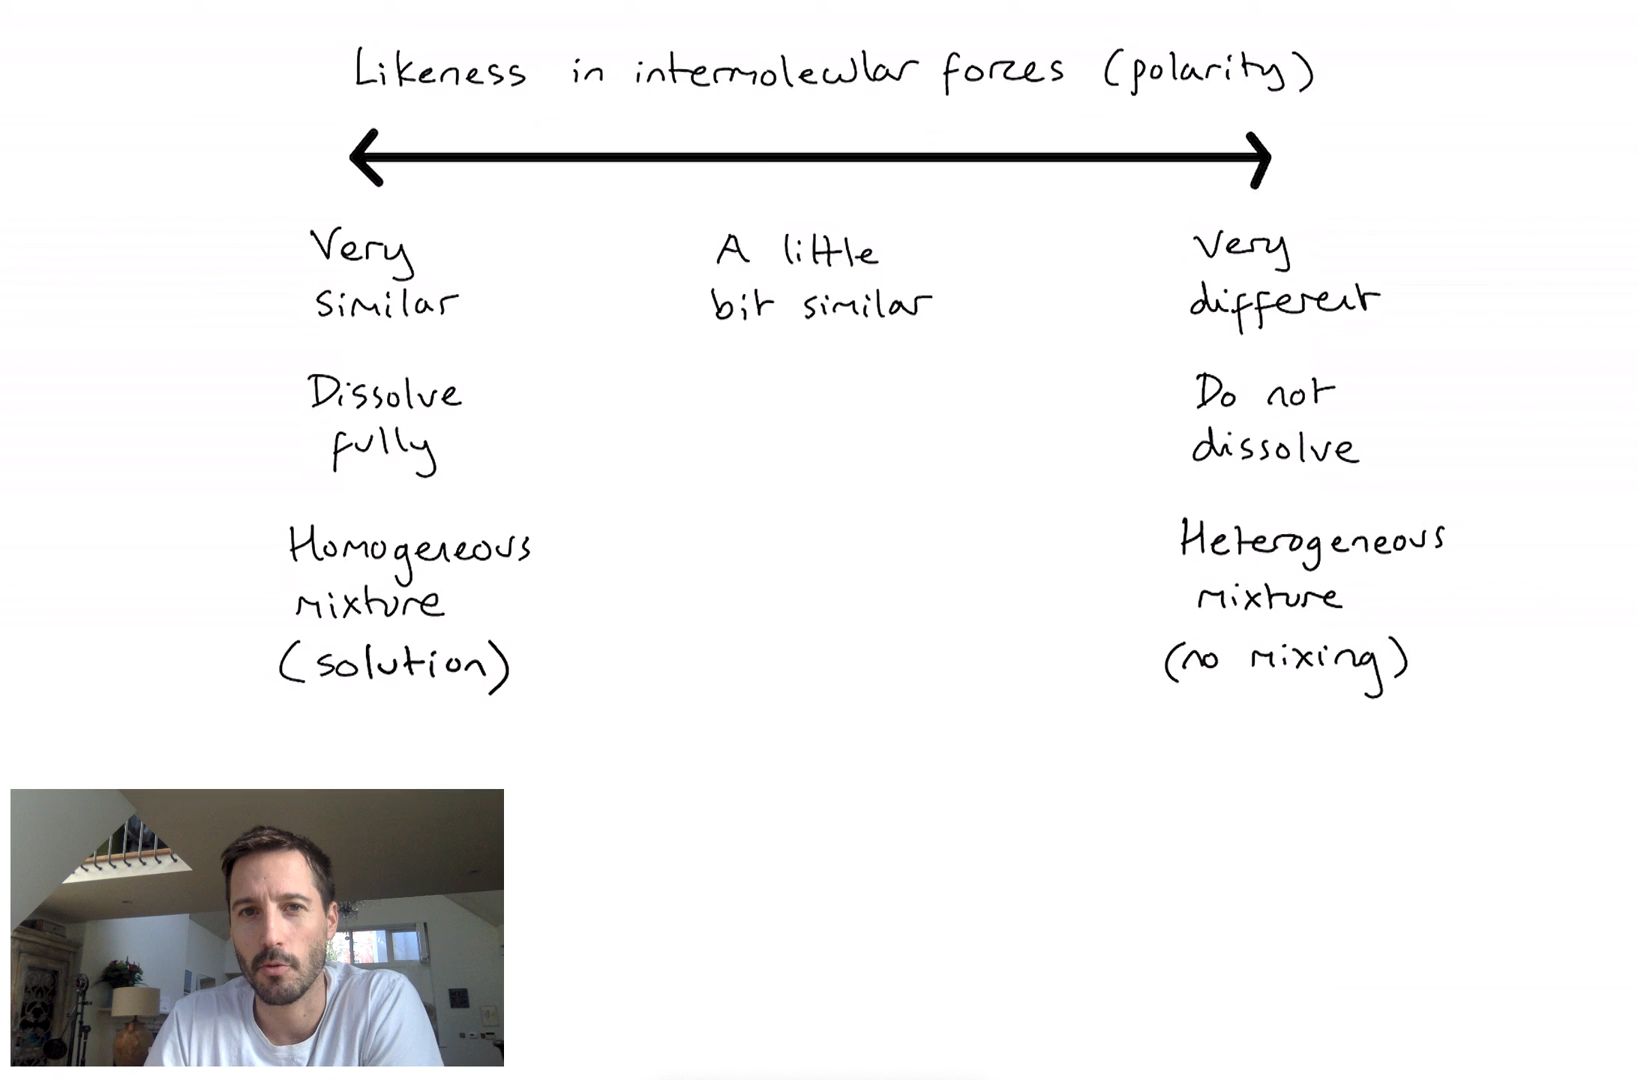 Likeness in intermolecular forces (polarity)
Very
similar
A little
bit similar
Very
different
Dissolve
fully
Do not
dissolve
Homogeneous
mixture
(solution)
Heterogeneous
mixture
(no mixing)